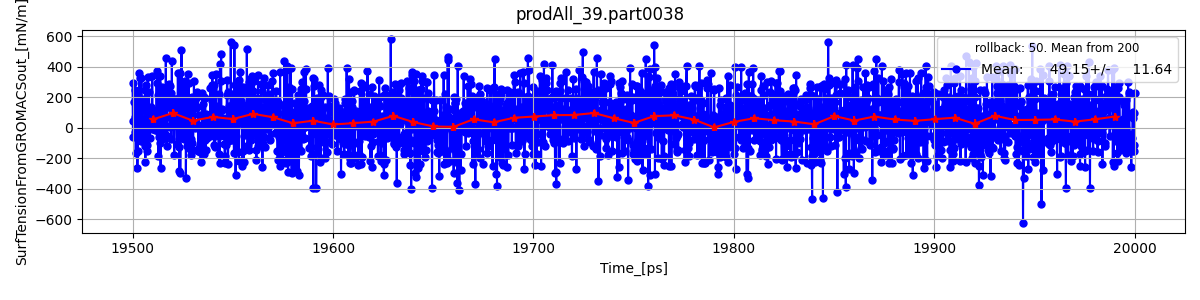 prodAll_39.part0038
SurfTensionFromGROMACSout_[mN/m]
600
400
200
0
−200
−400
−600
rollback: 50. Mean from 200
Mean: 49.15+/- 11.64
19500
19600
19700
19800
19900
20000
Time_[ps]